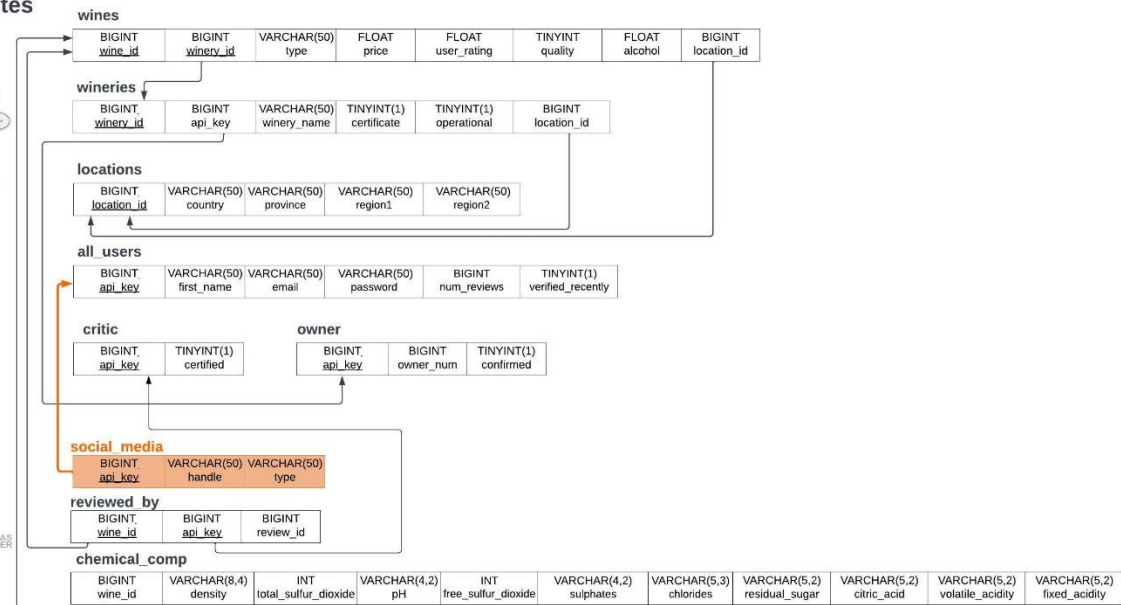 tes
wines
BIGINT BIGINT VARCHAR(50) FLOAT FLOAT TINYINT FLOAT BIGINT
wine_id winery_id type price user_rating quality alcohol location_id
wineries
BIGINT BIGINT VARCHAR(50) TINYINT(1) TINYINT(1) BIGINT
winery_id api_key winery_name certificate operational location_id
locations
BIGINT VARCHAR(50) VARCHAR(50) VARCHAR(50) VARCHAR(50)
location_id country province region1 region2
all_users
BIGINT VARCHAR(50) VARCHAR(50) VARCHAR(50) BIGINT TINYINT(1)
api_key first_name email password num_reviews verified_recently
critic owner
BIGINT TINYINT(1) BIGINT BIGINT TINYINT(1)
api_key certified api_key owner_num confirmed
social_media
BIGINT VARCHAR(50) VARCHAR(50)
api_key handle type
reviewed_by
BIGINT BIGINT BIGINT
wine_id api_key review_id
AS
ER
chemical_comp
BIGINT VARCHAR(8,4) INT VARCHAR(4,2) INT VARCHAR(4,2) VARCHAR(5,3) VARCHAR(5,2) VARCHAR(5,2) VARCHAR(5,2) VARCHAR(5,2)
wine_id density total_sulfur_dioxide pH free_sulfur_dioxide sulphates chlorides residual_sugar citric_acid volatile_acidity fixed_acidity